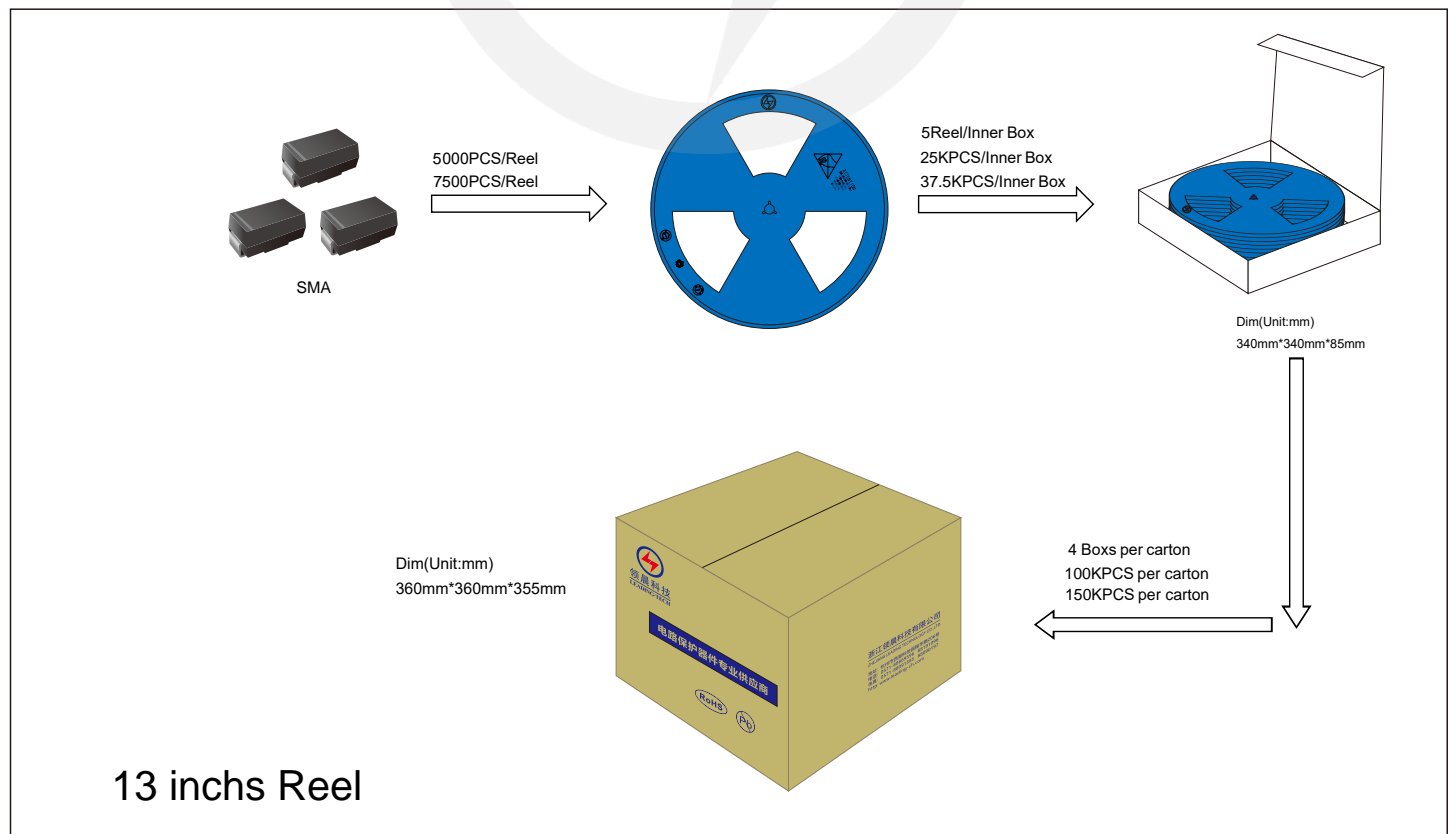 5000PCS/Reel
7500PCS/Reel
5Reel/Inner Box
25KPCS/Inner Box
37.5KPCS/Inner Box
SMA
Dim(Unit:mm)
340mm*340mm*85mm
4 Boxs per carton
100KPCS per carton
150KPCS per carton
Dim(Unit:mm)
360mm*360mm*355mm
领晨科技
LEADING-TECH
电路保护器件专业供应商
RoHS
Pb
浙江领晨科技有限公司
13 inchs Reel